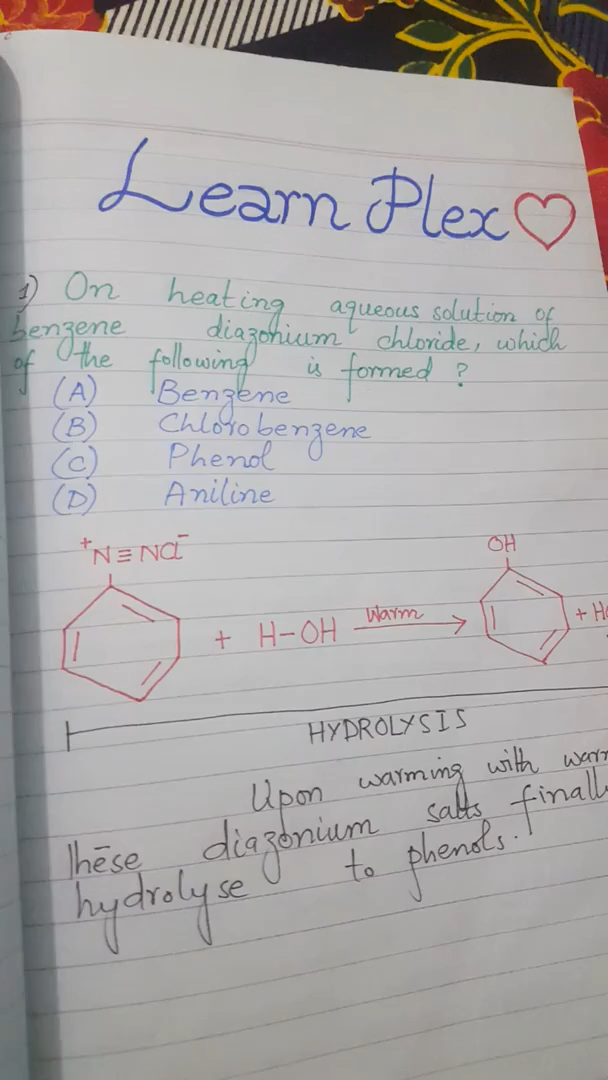 Learn Plex
1) On heating aqueous solution of
benzene diazonium chloride, which
of the following is formed ?
(A) Benzene
(B) Chlorobenzene
(C) Phenol
(D) Aniline
+N≡NCl-
OH
+ H-OH Warm +
HYDROLYSIS
Upon warming with
Thēse diazonium salts
hydrolyse to phenols.